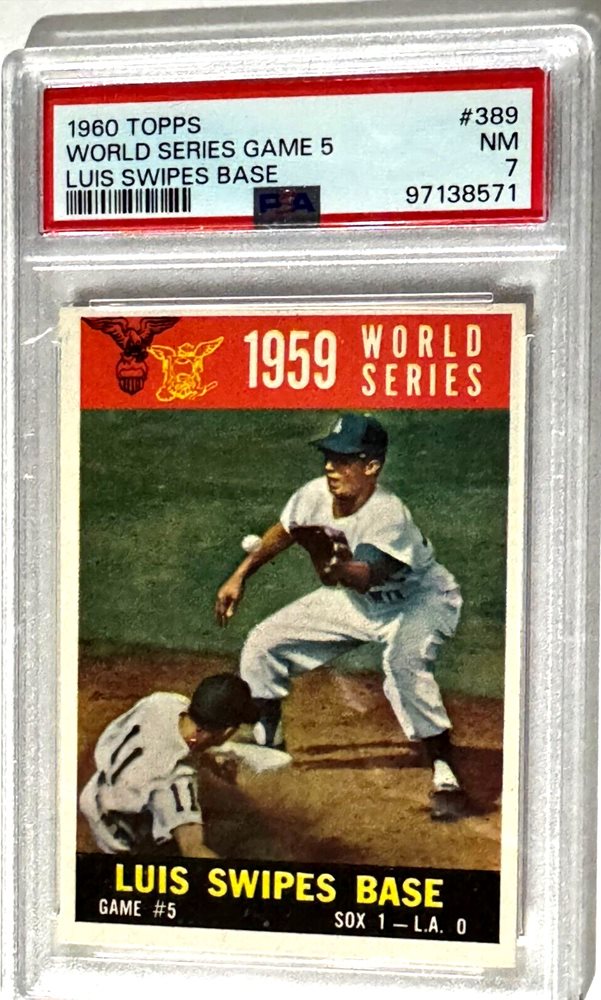 1960 TOPPS #389
WORLD SERIES GAME 5 NM
LUIS SWIPES BASE 7
97138571
PSA
1959 WORLD SERIES
A
11
11
LUIS SWIPES BASE
GAME #5 SOX 1 — L.A. 0